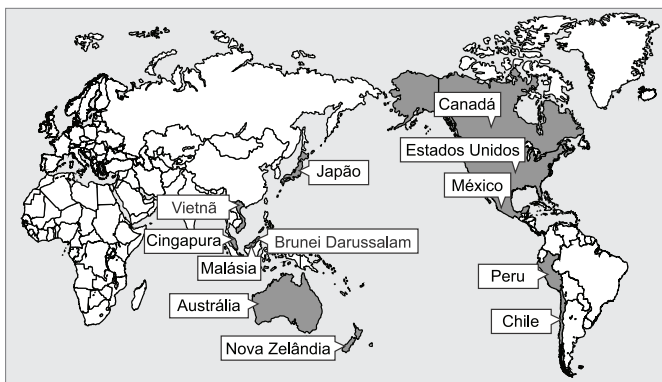 Canadá
Estados Unidos
México
Japão
Vietnã
Cingapura
Brunei Darussalam
Malásia
Peru
Austrália
Chile
Nova Zelândia